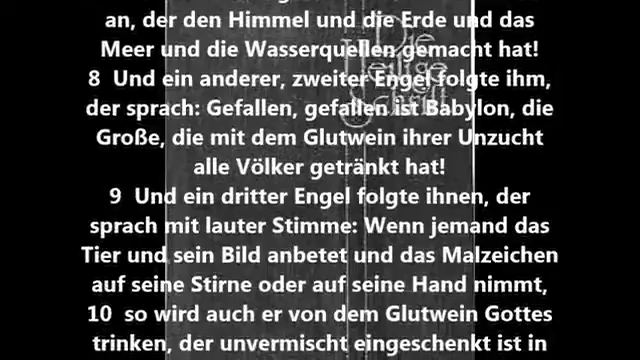 an, der den Himmel und die Erde und das
Meer und die Wasserquellen gemacht hat!
8 Und ein anderer, zweiter Engel folgte ihm,
der sprach: Gefallen, gefallen ist Babylon, die
Große, die mit dem Glutwein ihrer Unzucht
alle Völker getränkt hat!
9 Und ein dritter Engel folgte ihnen, der
sprach mit lauter Stimme: Wenn jemand das
Tier und sein Bild anbetet und das Malzeichen
auf seine Stirne oder auf seine Hand nimmt,
10 so wird auch er von dem Glutwein Gottes
trinken, der unvermischt eingeschenkt ist in
Die
Heilige
Schrift